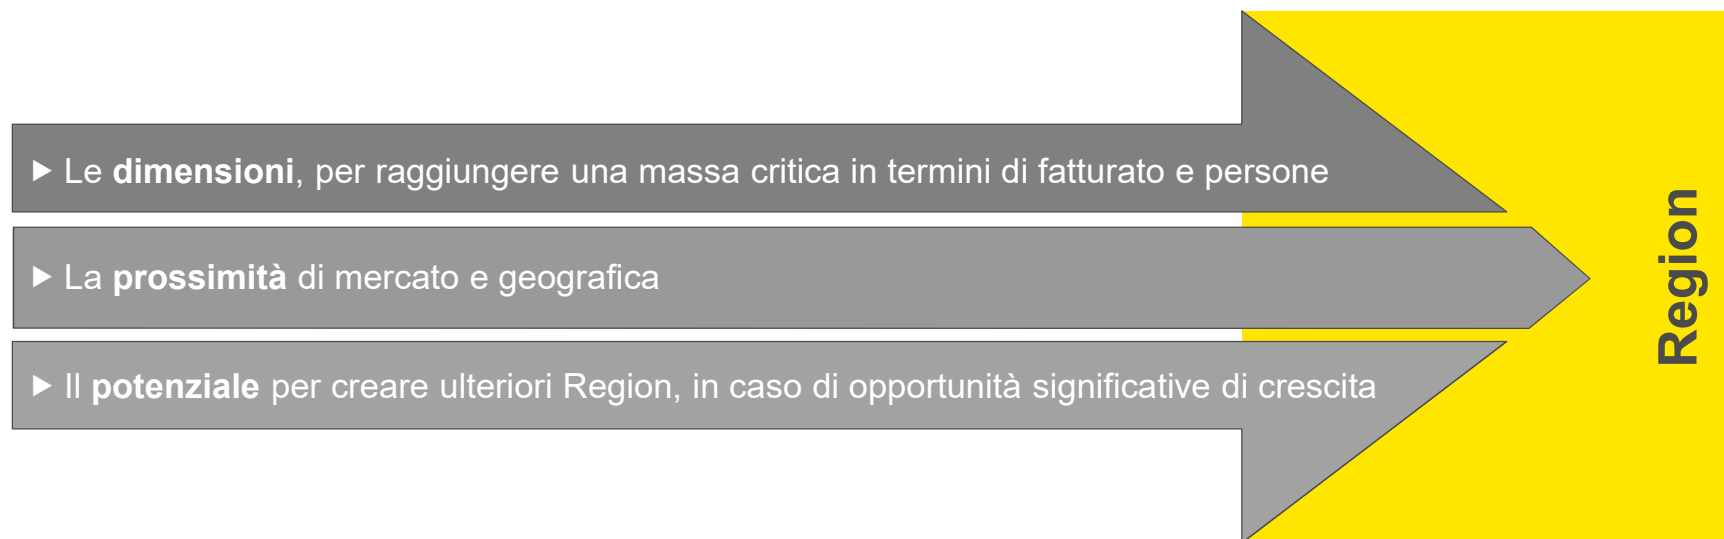 ▶ Le dimensioni, per raggiungere una massa critica in termini di fatturato e persone
▶ La prossimità di mercato e geografica
▶ Il potenziale per creare ulteriori Region, in caso di opportunità significative di crescita
Region